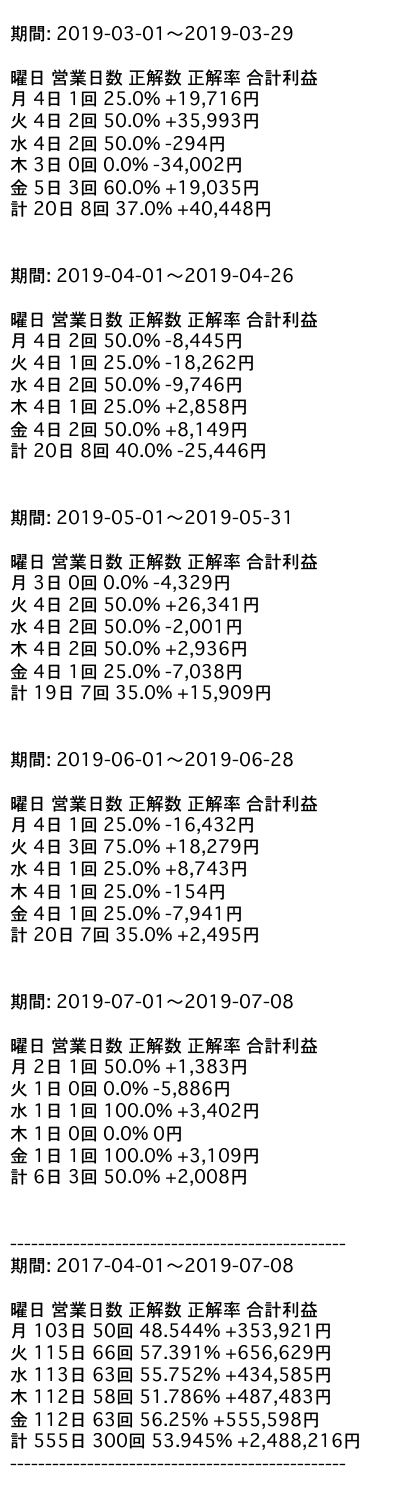 期間: 2019-03-01～2019-03-29
曜日 営業日数 正解数 正解率 合計利益
月 4日 1回 25.0% +19,716円
火 4日 2回 50.0% +35,993円
水 4日 2回 50.0% -294円
木 3日 0回 0.0% -34,002円
金 5日 3回 60.0% +19,035円
計 20日 8回 37.0% +40,448円
期間: 2019-04-01～2019-04-26
曜日 営業日数 正解数 正解率 合計利益
月 4日 2回 50.0% -8,445円
火 4日 1回 25.0% -18,262円
水 4日 2回 50.0% -9,746円
木 4日 1回 25.0% +2,858円
金 4日 2回 50.0% +8,149円
計 20日 8回 40.0% -25,446円
期間: 2019-05-01～2019-05-31
曜日 営業日数 正解数 正解率 合計利益
月 3日 0回 0.0% -4,329円
火 4日 2回 50.0% +26,341円
水 4日 2回 50.0% -2,001円
木 4日 2回 50.0% +2,936円
金 4日 1回 25.0% -7,038円
計 19日 7回 35.0% +15,909円
期間: 2019-06-01～2019-06-28
曜日 営業日数 正解数 正解率 合計利益
月 4日 1回 25.0% -16,432円
火 4日 3回 75.0% +18,279円
水 4日 1回 25.0% +8,743円
木 4日 1回 25.0% -154円
金 4日 1回 25.0% -7,941円
計 20日 7回 35.0% +2,495円
期間: 2019-07-01～2019-07-08
曜日 営業日数 正解数 正解率 合計利益
月 2日 1回 50.0% +1,383円
火 1日 0回 0.0% -5,886円
水 1日 1回 100.0% +3,402円
木 1日 0回 0.0% 0円
金 1日 1回 100.0% +3,109円
計 6日 3回 50.0% +2,008円
------------------------------------------------
期間: 2017-04-01～2019-07-08
曜日 営業日数 正解数 正解率 合計利益
月 103日 50回 48.544% +353,921円
火 115日 66回 57.391% +656,629円
水 113日 63回 55.752% +434,585円
木 112日 58回 51.786% +487,483円
金 112日 63回 56.25% +555,598円
計 555日 300回 53.945% +2,488,216円
------------------------------------------------